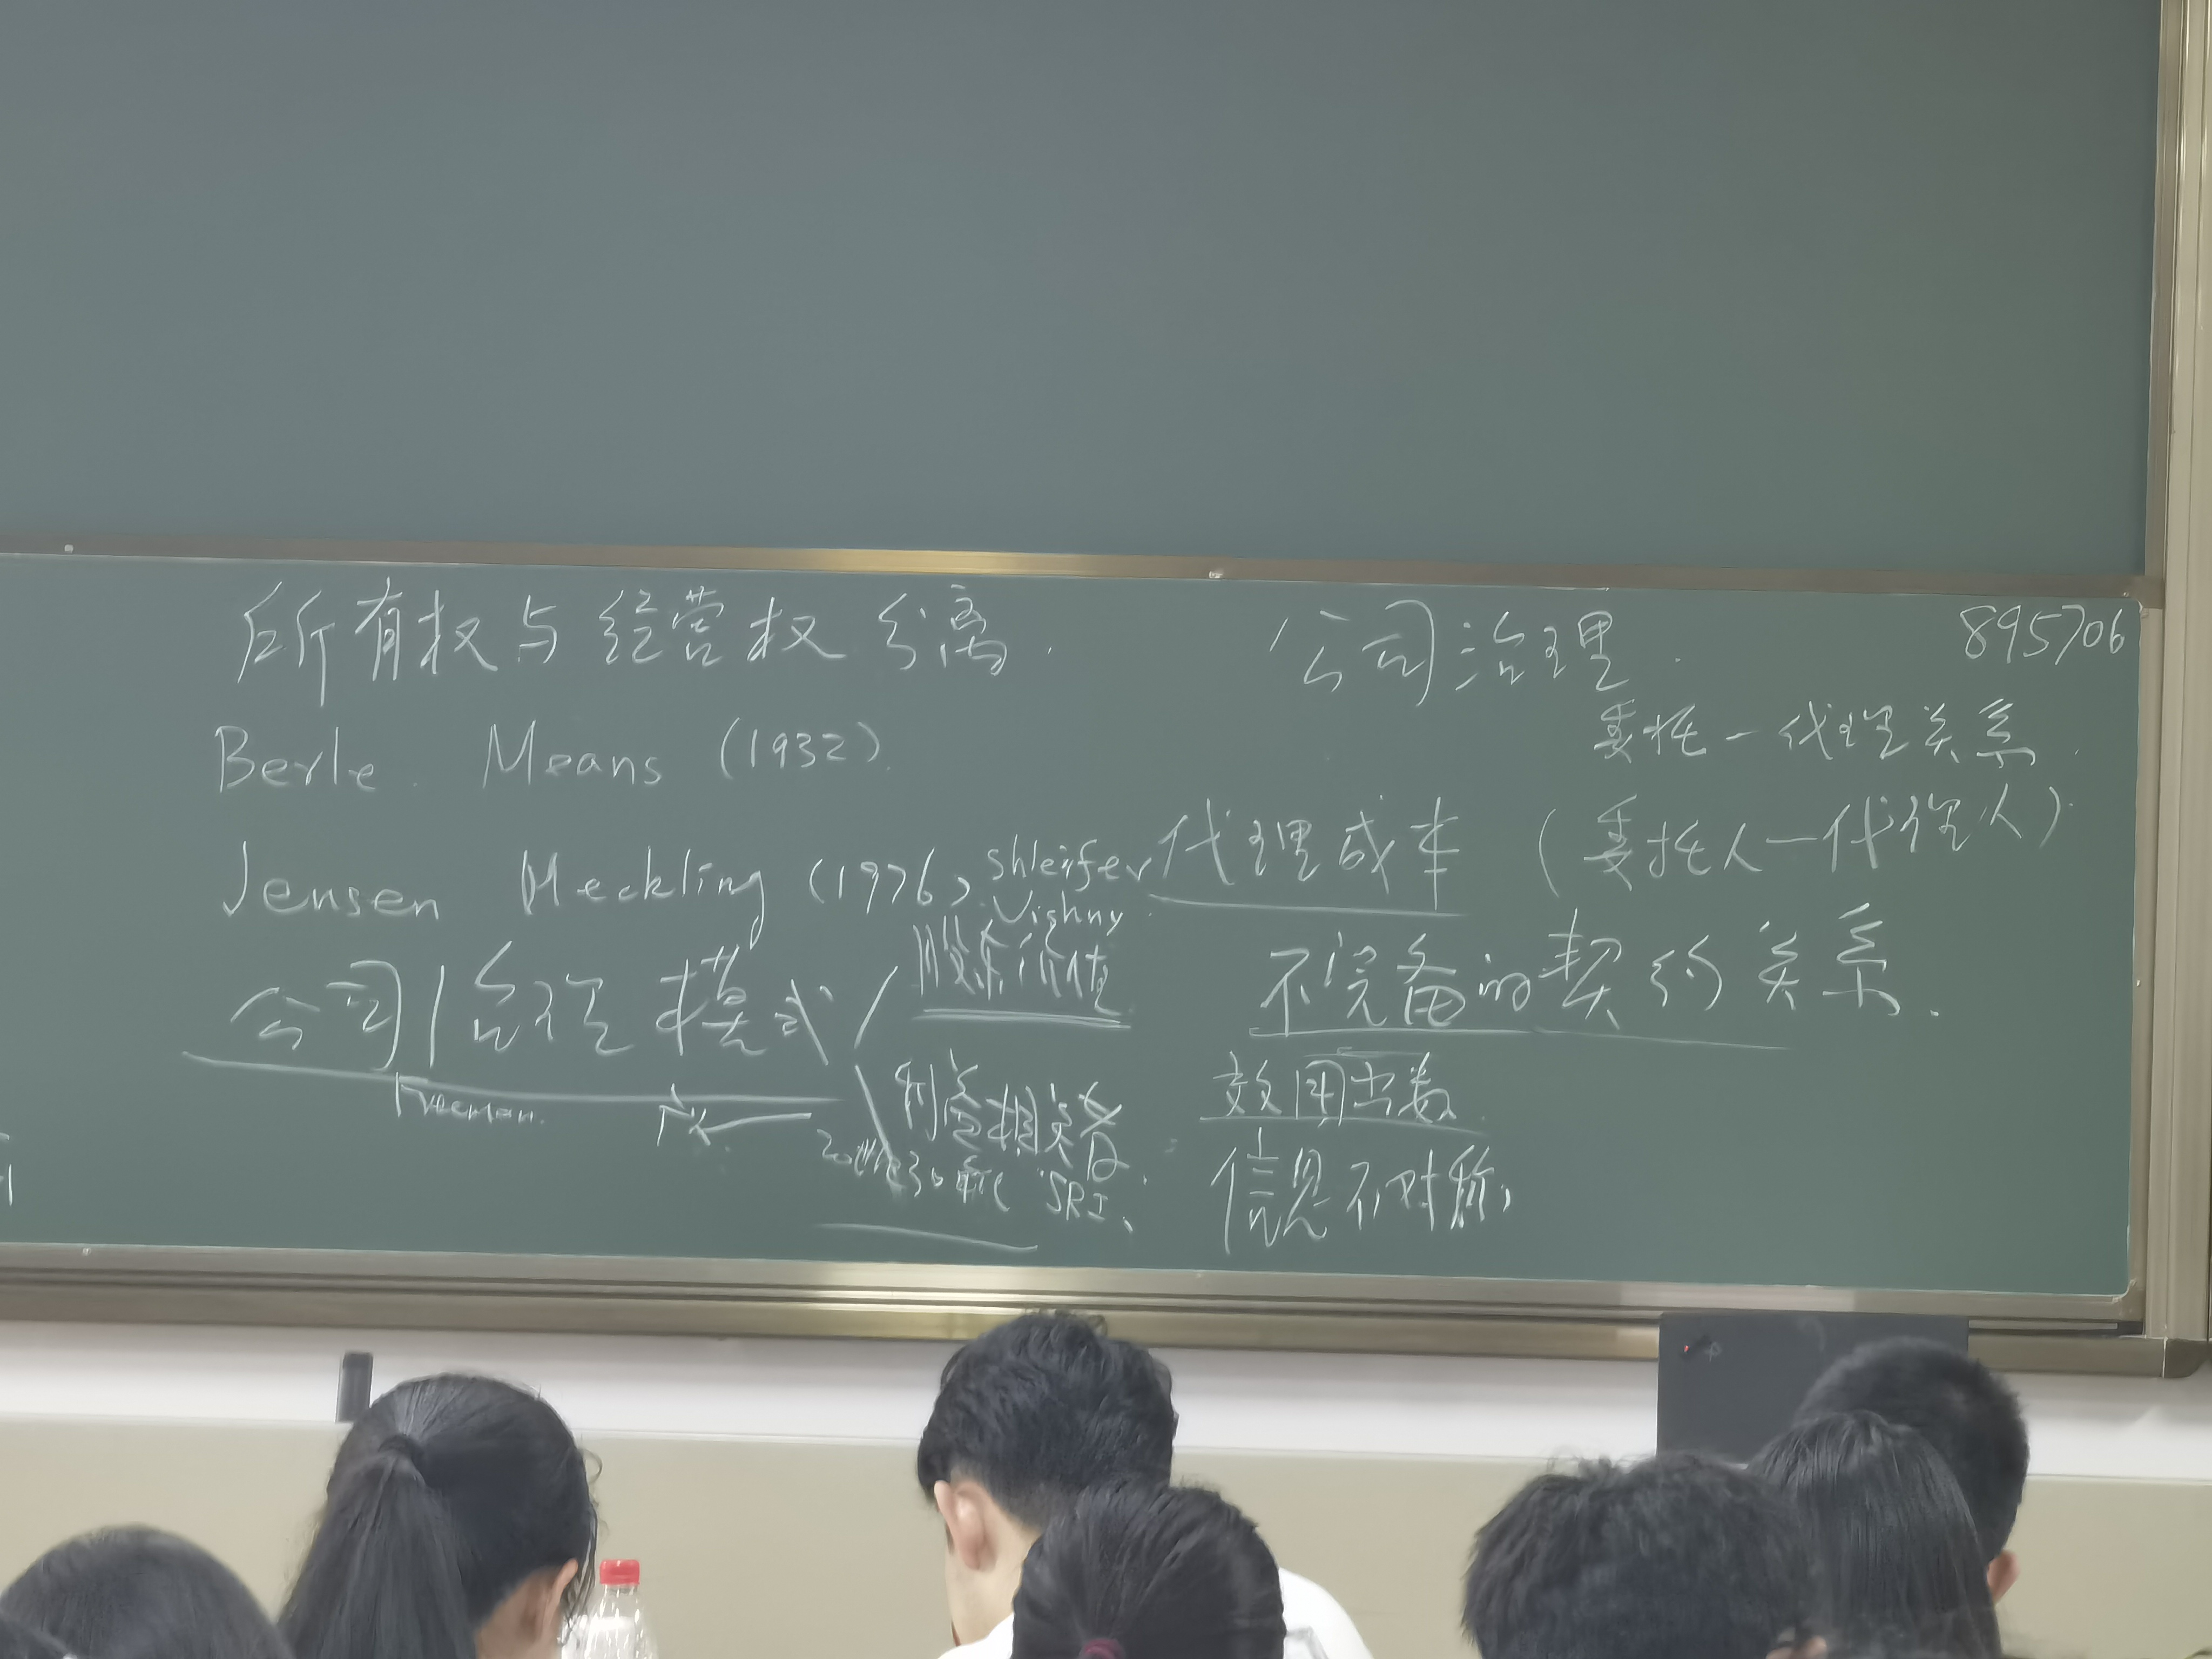 所有权与经营权分离.
Berle. Means (1932).
Jensen Meckling (1976). Shleifer Vishny.
公司治理模式
股东价值
利益相关者.
Freeman.
20世纪30年代 SRI、
公司治理.
895706
委托-代理关系.
代理成本 (委托人-代理人)
不完备的契约关系.
效用函数
信息不对称,